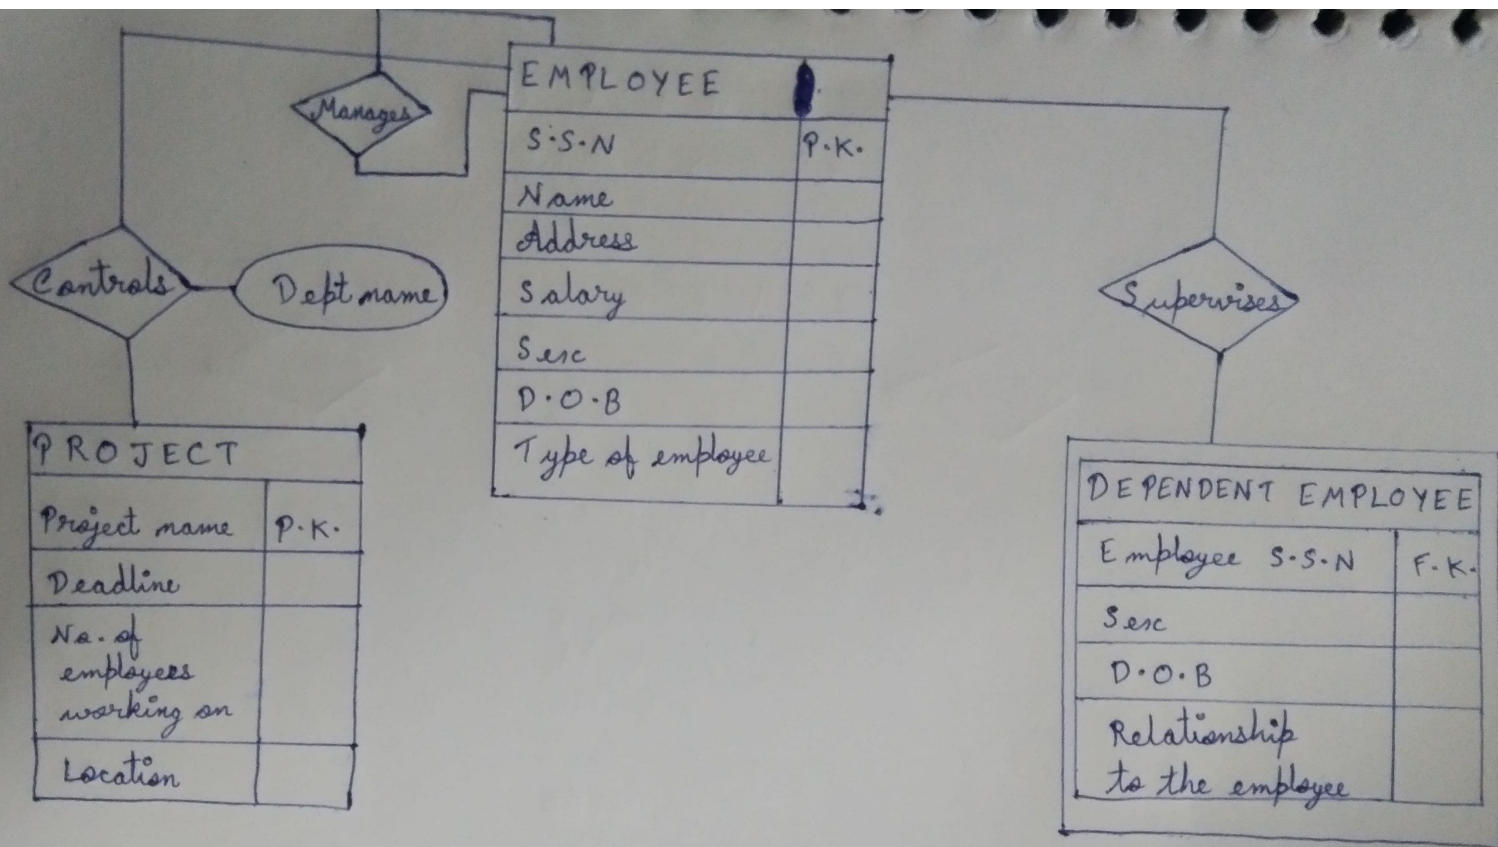 EMPLOYEE
S.S.N P.K.
Name
Address
Salary
Sex
D.O.B
Type of employee
Manages
Controls
Dept name
Supervises
PROJECT
Project name P.K.
Deadline
No. of
employees
working on
Location
DEPENDENT EMPLOYEE
Employee S.S.N F.K.
Sex
D.O.B
Relationship
to the employee